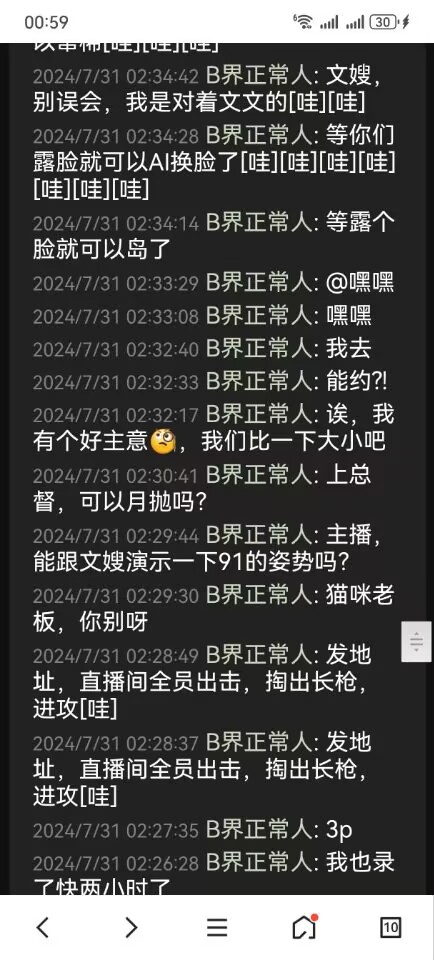 00:59
30
以當稀[哇][哇][哇]
2024/7/31 02:34:42 B界正常人: 文嫂，
别误会，我是对着文文的[哇][哇]
2024/7/31 02:34:28 B界正常人: 等你们
露脸就可以AI换脸了[哇][哇][哇][哇]
[哇][哇][哇]
2024/7/31 02:34:14 B界正常人: 等露个
脸就可以岛了
2024/7/31 02:33:29 B界正常人: @嘿嘿
2024/7/31 02:33:08 B界正常人: 嘿嘿
2024/7/31 02:32:40 B界正常人: 我去
2024/7/31 02:32:33 B界正常人: 能约?!
2024/7/31 02:32:17 B界正常人: 诶，我
有个好主意🧐，我们比一下大小吧
2024/7/31 02:30:41 B界正常人: 上总
督，可以月抛吗？
2024/7/31 02:29:44 B界正常人: 主播，
能跟文嫂演示一下91的姿势吗？
2024/7/31 02:29:30 B界正常人: 猫咪老
板，你别呀
2024/7/31 02:28:49 B界正常人: 发地
址，直播间全员出击，掏出长枪，
进攻[哇]
2024/7/31 02:28:37 B界正常人: 发地
址，直播间全员出击，掏出长枪，
进攻[哇]
2024/7/31 02:27:35 B界正常人: 3p
2024/7/31 02:26:28 B界正常人: 我也录
了快两小时了
10